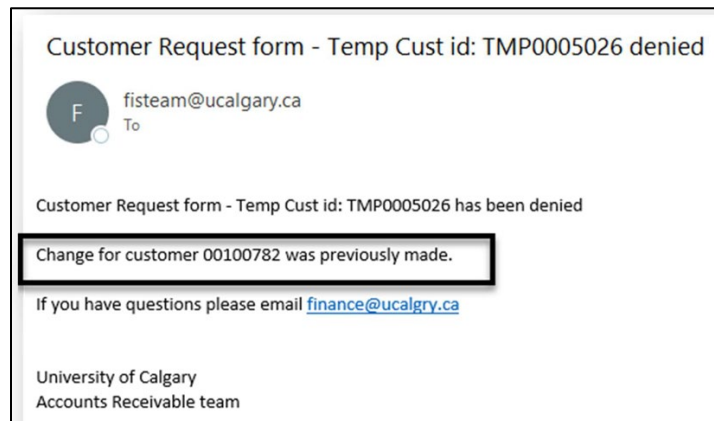 Customer Request form - Temp Cust id: TMP0005026 denied
F
fisteam@ucalgary.ca
To
Customer Request form - Temp Cust id: TMP0005026 has been denied
Change for customer 00100782 was previously made.
If you have questions please email finance@ucalgry.ca
University of Calgary
Accounts Receivable team